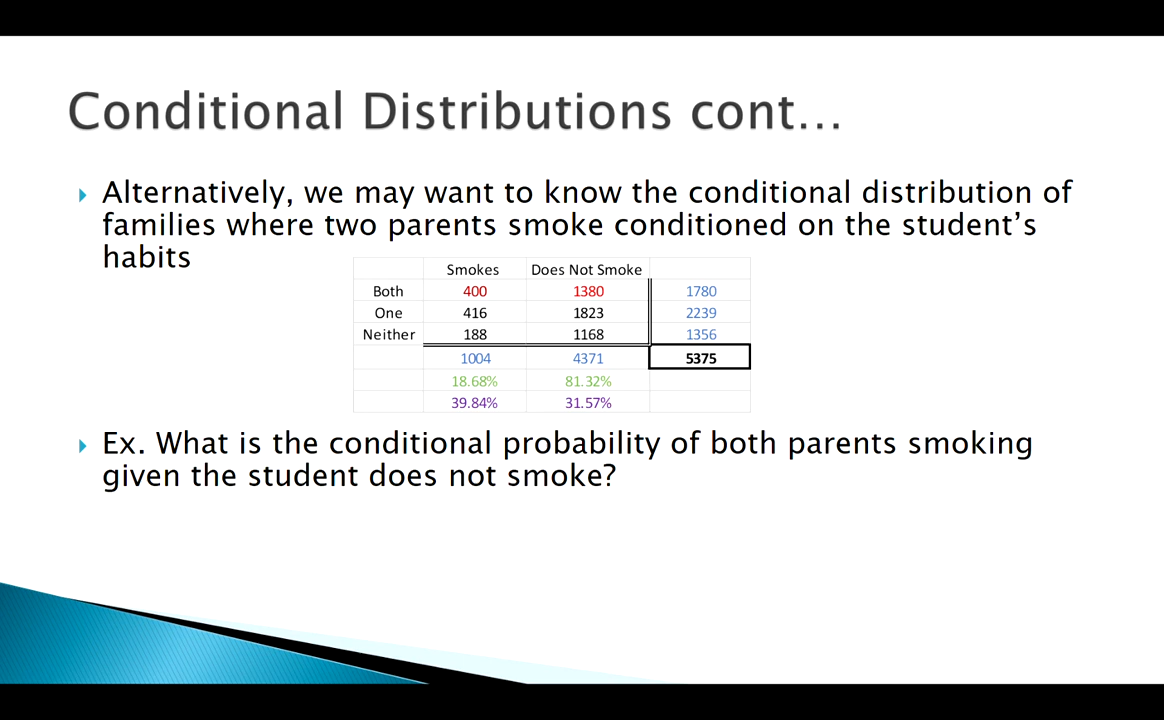 Conditional Distributions cont...
Alternatively, we may want to know the conditional distribution of
families where two parents smoke conditioned on the student's
habits
Smokes Does Not Smoke
Both 400 1380 1780
One 416 1823 2239
Neither 188 1168 1356
1004 4371 5375
18.68% 81.32%
39.84% 31.57%
Ex. What is the conditional probability of both parents smoking
given the student does not smoke?